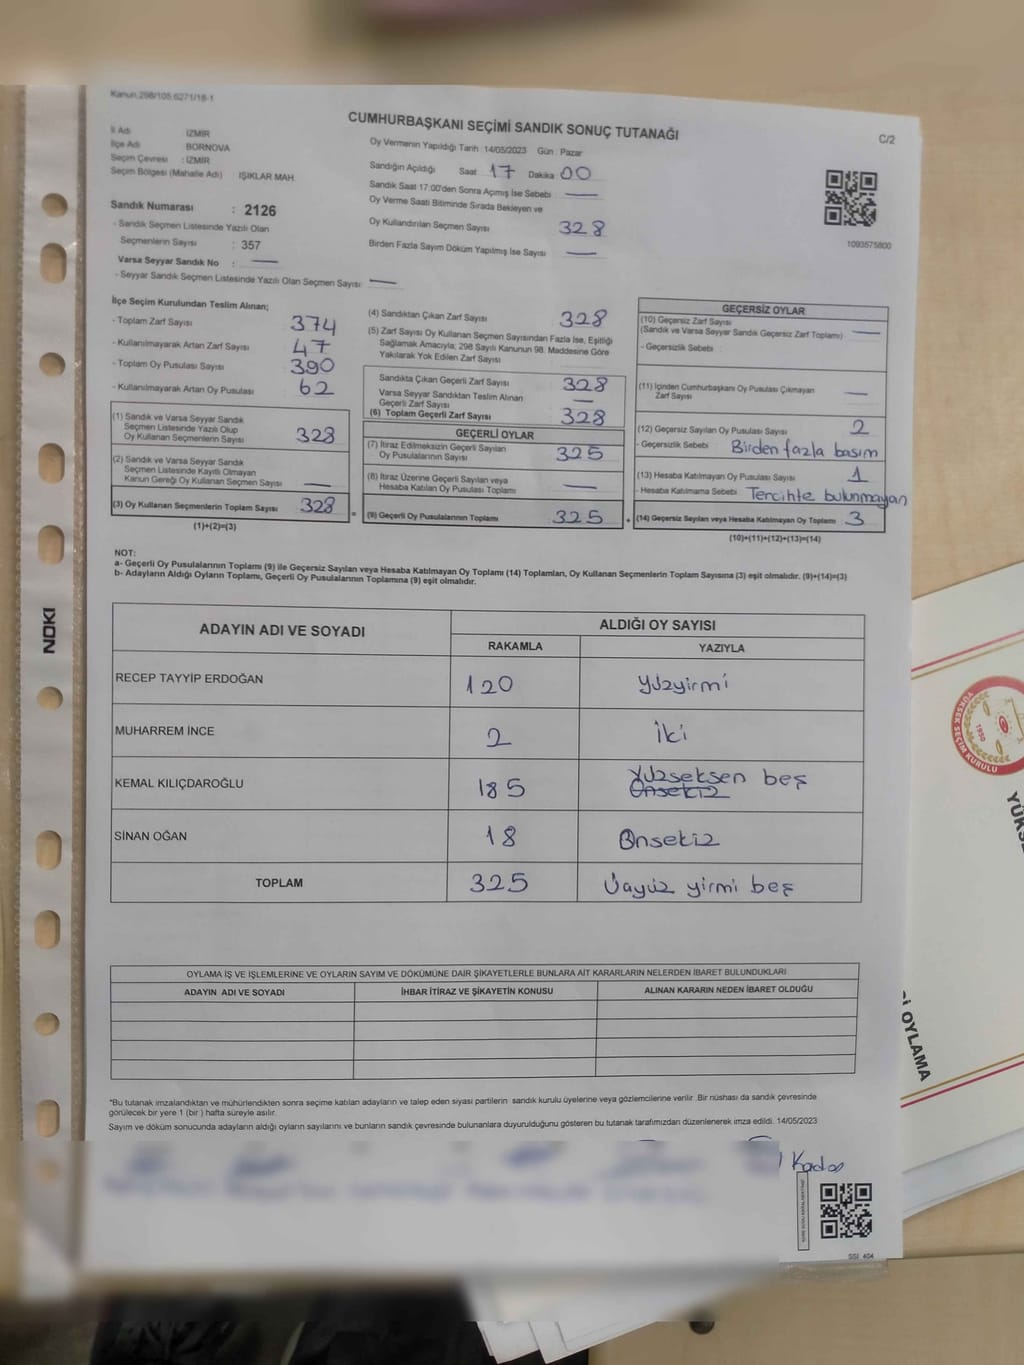 Kanun.298/105.6271/18-1
CUMHURBAŞKANI SEÇİMİ SANDIK SONUÇ TUTANAĞI
C/2
İl Adı İZMİR
İlçe Adı BORNOVA
Seçim Çevresi : İZMİR
Seçim Bölgesi (Mahalle Adı) IŞIKLAR MAH
Sandık Numarası : 2126
- Sandık Seçmen Listesinde Yazılı Olan
Seçmenlerin Sayısı : 357
Varsa Seyyar Sandık No :
- Seyyar Sandık Seçmen Listesinde Yazılı Olan Seçmen Sayısı
Oy Vermenin Yapıldığı Tarih :14/05/2023 Gün : Pazar
Sandığın Açıldığı Saat 17 Dakika 00
Sandık Saat 17:00'den Sonra Açımış İse Sebebi
Oy Verme Saati Bitiminde Sırada Bekleyen ve
Oy Kullandırılan Seçmen Sayısı 328
Birden Fazla Sayım Döküm Yapılmış İse Sayısı
1093575800
İlçe Seçim Kurulundan Teslim Alınan;
- Toplam Zarf Sayısı 374
- Kullanılmayarak Artan Zarf Sayısı 47
- Toplam Oy Pusulası Sayısı 390
- Kullanılmayarak Artan Oy Pusulası 62
(1) Sandık ve Varsa Seyyar Sandık
Seçmen Listesinde Yazılı Olup
Oy Kullanan Seçmenlerin Sayısı 328
(2) Sandık ve Varsa Seyyar Sandık
Seçmen Listesinde Kayıtlı Olmayan
Kanun Gereği Oy Kullanan Seçmen Sayısı
(3) Oy Kullanan Seçmenlerin Toplam Sayısı 328
(1)+(2)=(3)
(4) Sandıktan Çıkan Zarf Sayısı 328
(5) Zarf Sayısı Oy Kullanan Seçmen Sayısından Fazla İse, Eşitliği
Sağlamak Amacıyla; 298 Sayılı Kanunun 98. Maddesine Göre
Yakılarak Yok Edilen Zarf Sayısı
Sandıkta Çıkan Geçerli Zarf Sayısı 328
Varsa Seyyar Sandıktan Teslim Alınan
Geçerli Zarf Sayısı
(6) Toplam Geçerli Zarf Sayısı 328
GEÇERLİ OYLAR
(7) İtiraz Edilmeksizin Geçerli Sayılan
Oy Pusulalarının Sayısı 325
(8) İtiraz Üzerine Geçerli Sayılan veya
Hesaba Katılan Oy Pusulası Toplamı
(9) Geçerli Oy Pusulalarının Toplamı 325
GEÇERSİZ OYLAR
(10) Geçersiz Zarf Sayısı
(Sandık ve Varsa Seyyar Sandık Geçersiz Zarf Toplamı)
- Geçersizlik Sebebi
(11) İçinden Cumhurbaşkanı Oy Pusulası Çıkmayan
Zarf Sayısı
(12) Geçersiz Sayılan Oy Pusulası Sayısı 2
- Geçersizlik Sebebi Birden fazla basım
(13) Hesaba Katılmayan Oy Pusulası Sayısı 1
- Hesaba Katılmama Sebebi Tercihte bulunmayan
(14) Geçersiz Sayılan veya Hesaba Katılmayan Oy Toplamı 3
(10)+(11)+(12)+(13)=(14)
NOT:
a- Geçerli Oy Pusulalarının Toplamı (9) ile Geçersiz Sayılan veya Hesaba Katılmayan Oy Toplamı (14) Toplamları, Oy Kullanan Seçmenlerin Toplam Sayısına (3) eşit olmalıdır. (9)+(14)=(3)
b- Adayların Aldığı Oyların Toplamı, Geçerli Oy Pusulalarının Toplamına (9) eşit olmalıdır.
ADAYIN ADI VE SOYADI ALDIĞI OY SAYISI
RAKAMLA YAZIYLA
RECEP TAYYİP ERDOĞAN 120 yüzyirmi
MUHARREM İNCE 2 iki
KEMAL KILIÇDAROĞLU 185 Yüzseksen beş
Onsekiz
SİNAN OĞAN 18 Onsekiz
TOPLAM 325 Üçyüz yirmi beş
OYLAMA İŞ VE İŞLEMLERİNE VE OYLARIN SAYIM VE DÖKÜMÜNE DAİR ŞİKAYETLERLE BUNLARA AİT KARARLARIN NELERDEN İBARET BULUNDUKLARI
ADAYIN ADI VE SOYADI İHBAR İTİRAZ VE ŞİKAYETİN KONUSU ALINAN KARARIN NEDEN İBARET OLDUĞU
*Bu tutanak imzalandıktan ve mühürlendikten sonra seçime katılan adayların ve talep eden siyasi partilerin sandık kurulu üyelerine veya gözlemcilerine verilir .Bir nüshası da sandık çevresinde
görülecek bir yere 1 (bir ) hafta süreyle asılır.
Sayım ve döküm sonucunda adayların aldığı oyların sayılarını ve bunların sandık çevresinde bulunanlara duyurulduğunu gösteren bu tutanak tarafımızdan düzenlenerek imza edildi. 14/05/2023
SSI 404
NOKI
YÜKSEK SEÇİM KURULU
1950
OYLAMA